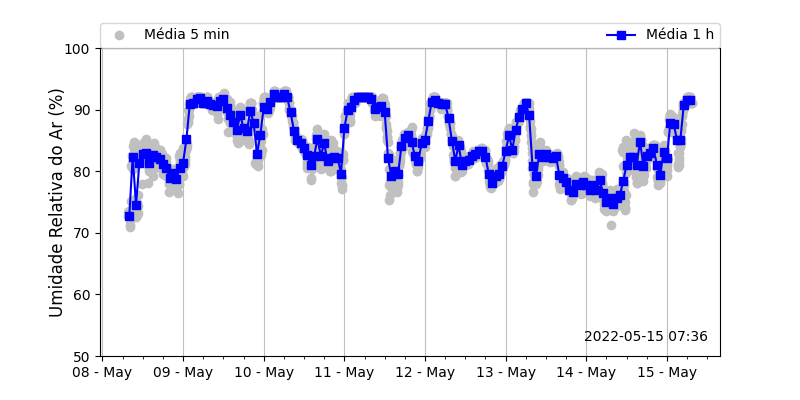 Média 5 min
Média 1 h
Umidade Relativa do Ar (%)
100
90
80
70
60
50
2022-05-15 07:36
08 - May
09 - May
10 - May
11 - May
12 - May
13 - May
14 - May
15 - May